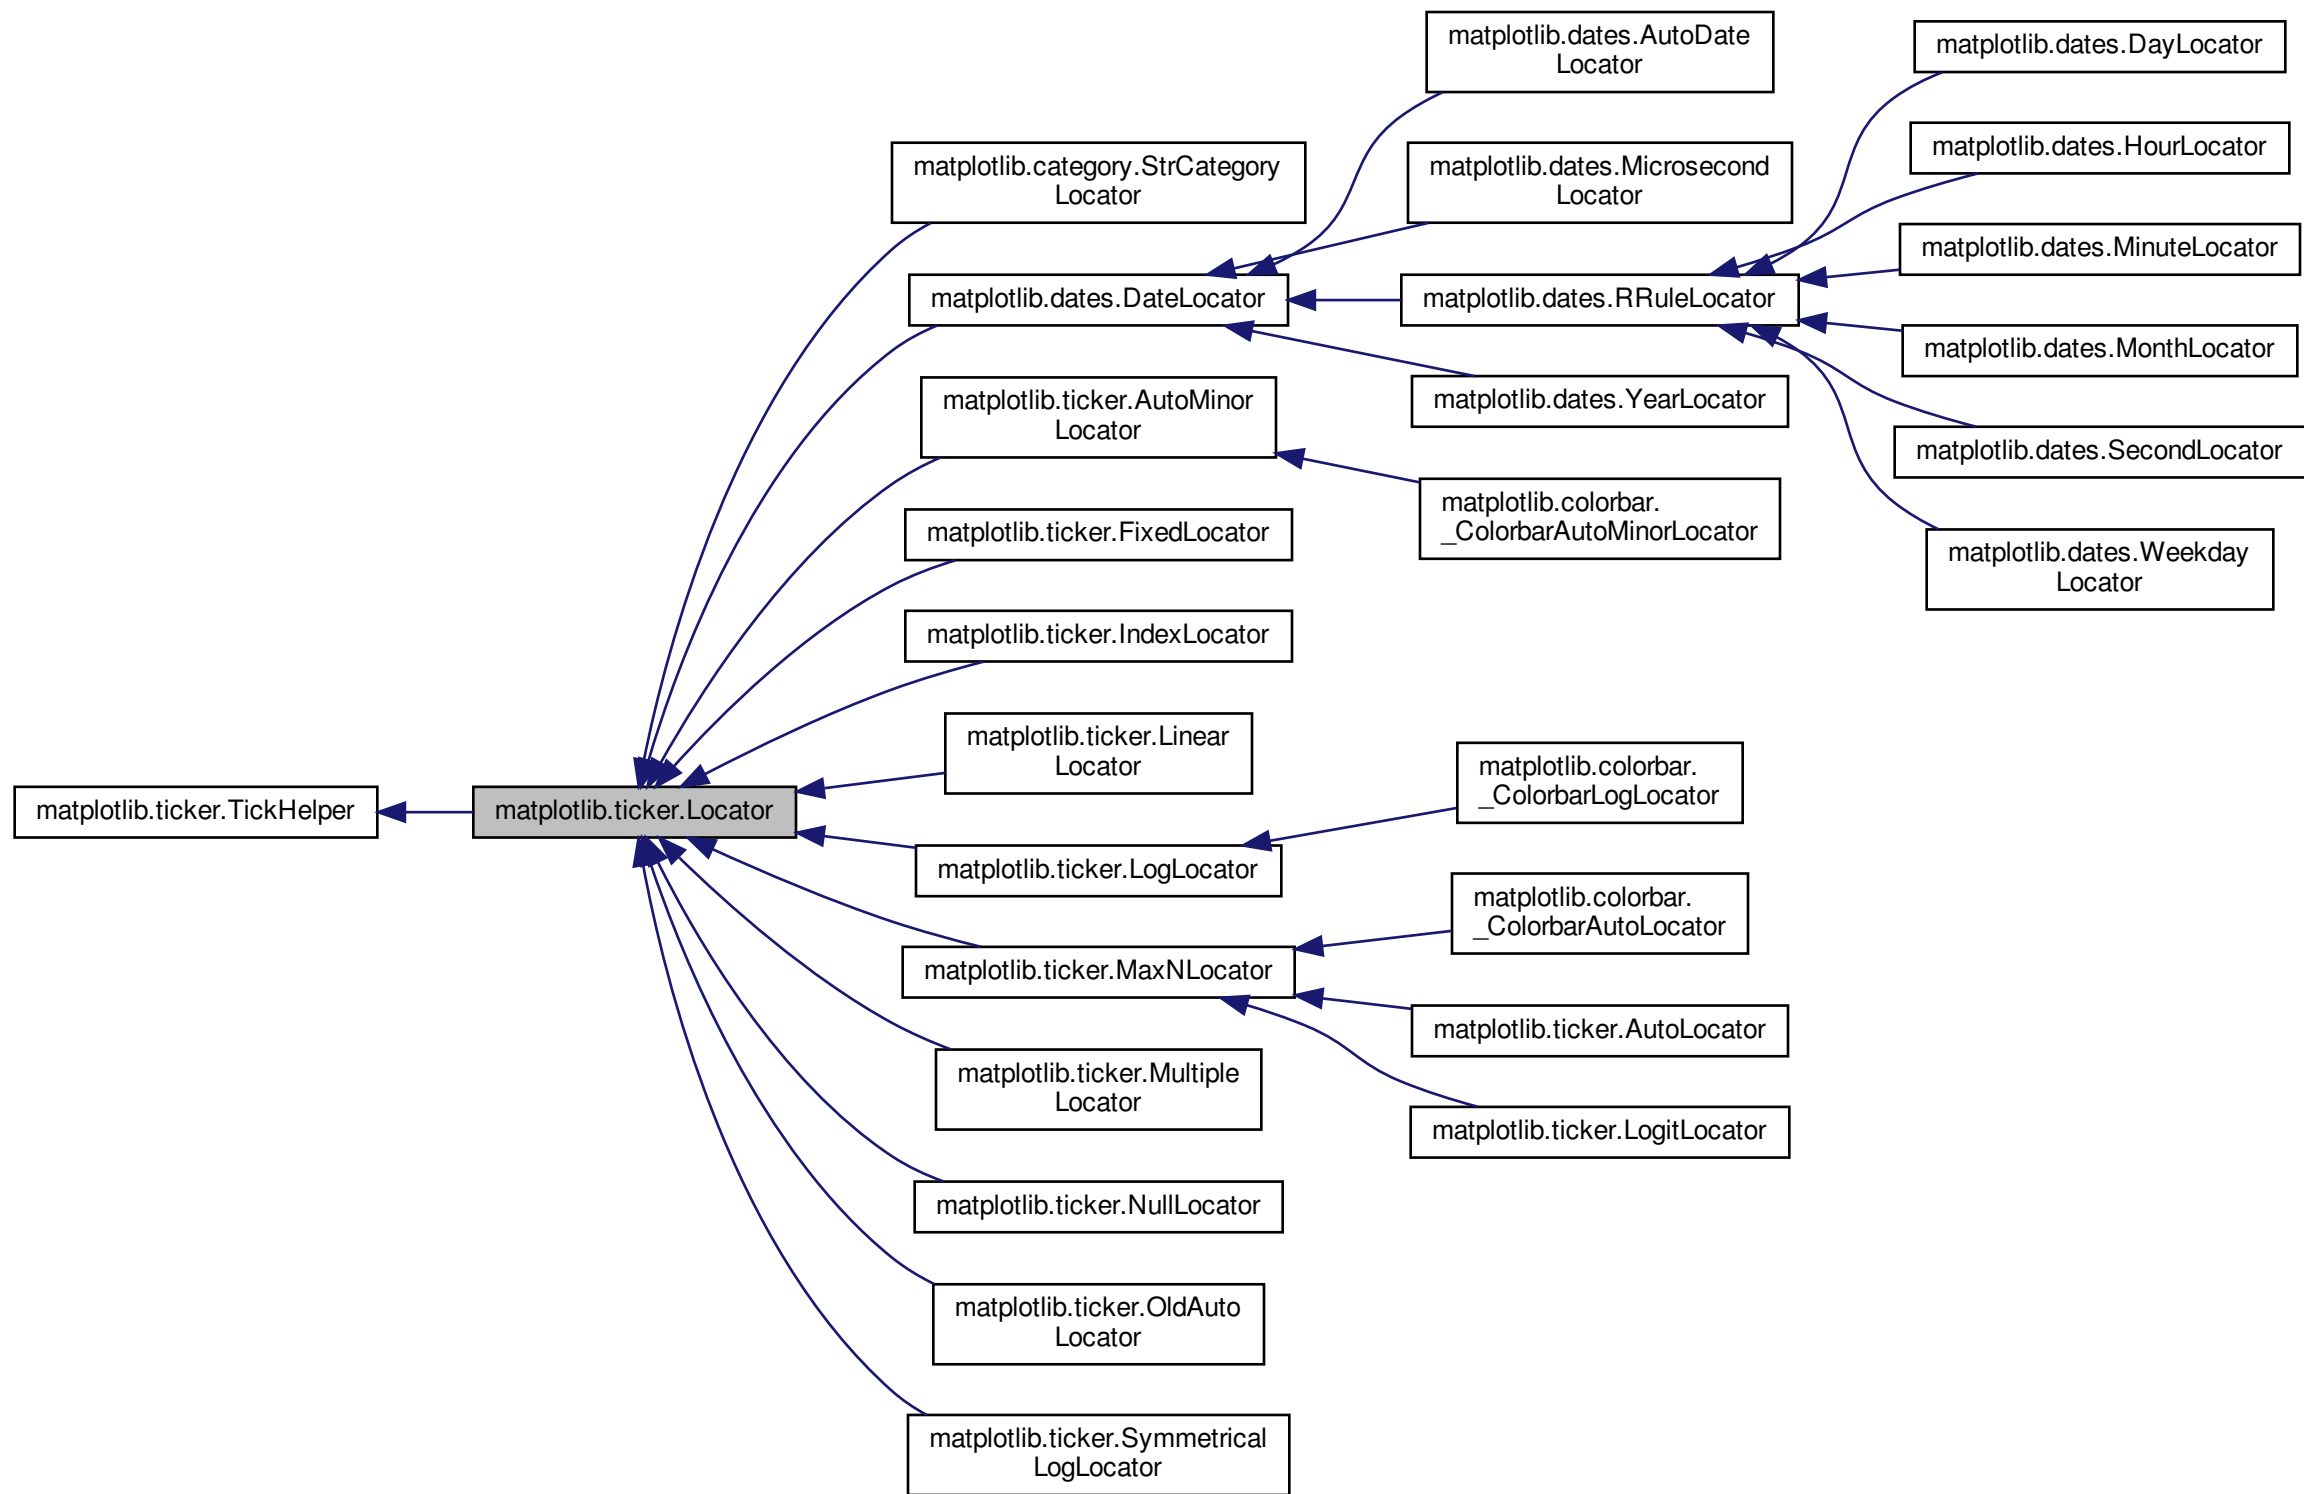 matplotlib.ticker.TickHelper
matplotlib.ticker.Locator
matplotlib.category.StrCategory
Locator
matplotlib.dates.DateLocator
matplotlib.ticker.AutoMinor
Locator
matplotlib.ticker.FixedLocator
matplotlib.ticker.IndexLocator
matplotlib.ticker.Linear
Locator
matplotlib.ticker.LogLocator
matplotlib.ticker.MaxNLocator
matplotlib.ticker.Multiple
Locator
matplotlib.ticker.NullLocator
matplotlib.ticker.OldAuto
Locator
matplotlib.ticker.Symmetrical
LogLocator
matplotlib.dates.AutoDate
Locator
matplotlib.dates.Microsecond
Locator
matplotlib.dates.RRuleLocator
matplotlib.dates.YearLocator
matplotlib.colorbar.
_ColorbarAutoMinorLocator
matplotlib.colorbar.
_ColorbarLogLocator
matplotlib.colorbar.
_ColorbarAutoLocator
matplotlib.ticker.AutoLocator
matplotlib.ticker.LogitLocator
matplotlib.dates.DayLocator
matplotlib.dates.HourLocator
matplotlib.dates.MinuteLocator
matplotlib.dates.MonthLocator
matplotlib.dates.SecondLocator
matplotlib.dates.Weekday
Locator